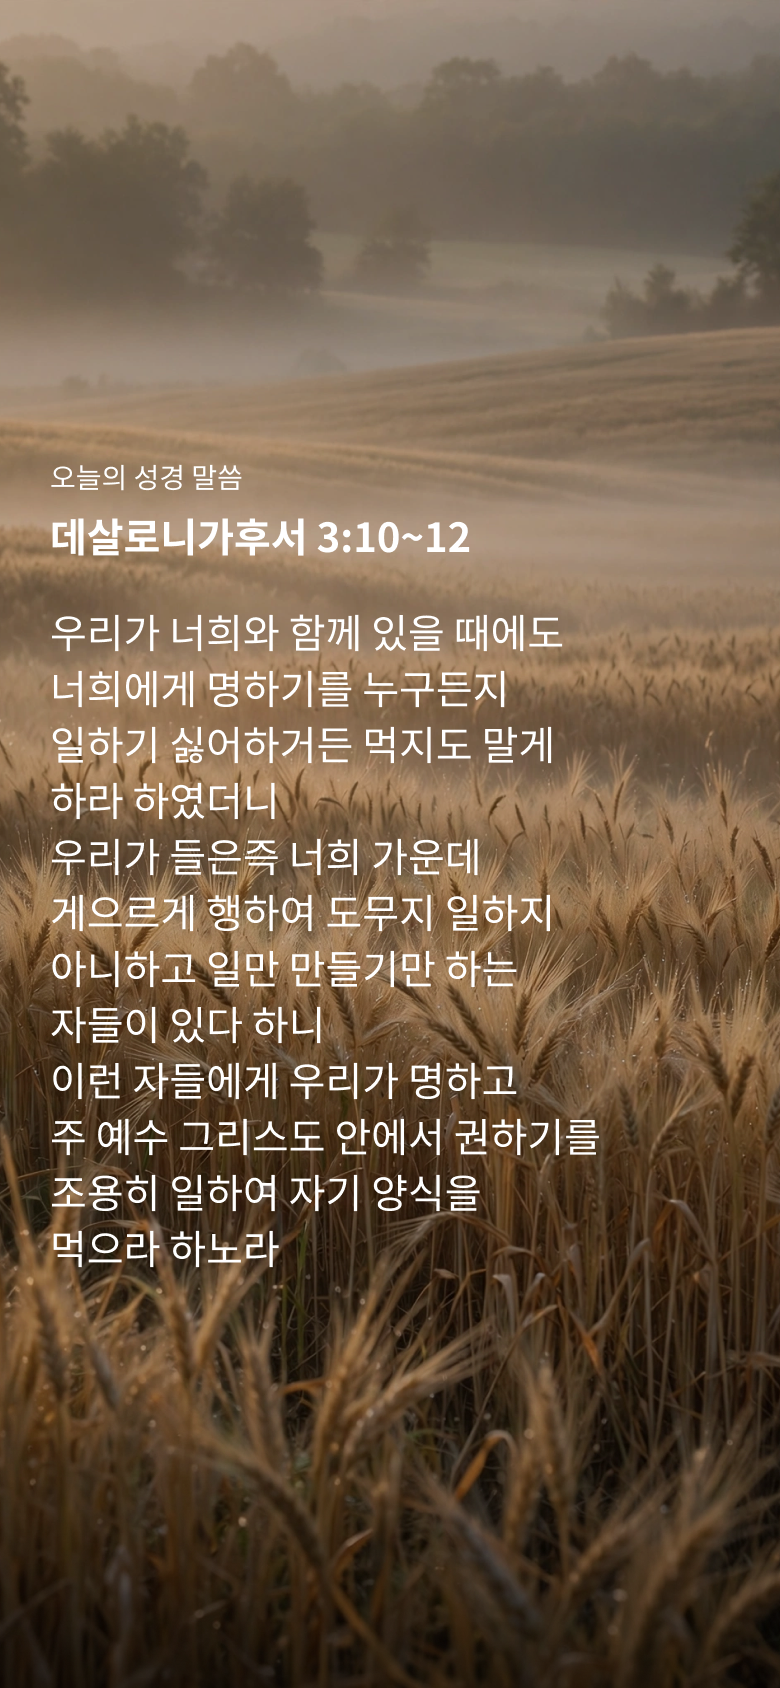 오늘의 성경 말씀
데살로니가후서 3:10~12
우리가 너희와 함께 있을 때에도
너희에게 명하기를 누구든지
일하기 싫어하거든 먹지도 말게
하라 하였더니
우리가 들은즉 너희 가운데
게으르게 행하여 도무지 일하지
아니하고 일만 만들기만 하는
자들이 있다 하니
이런 자들에게 우리가 명하고
주 예수 그리스도 안에서 권하기를
조용히 일하여 자기 양식을
먹으라 하노라